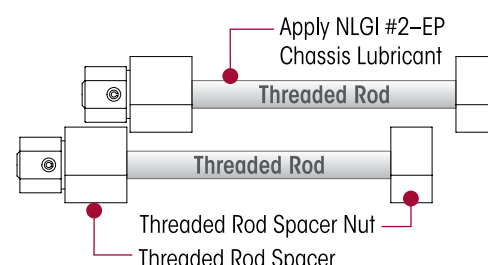 Apply NLGI #2–EP
Chassis Lubricant
Threaded Rod
Threaded Rod
Threaded Rod Spacer Nut
Threaded Rod Spacer